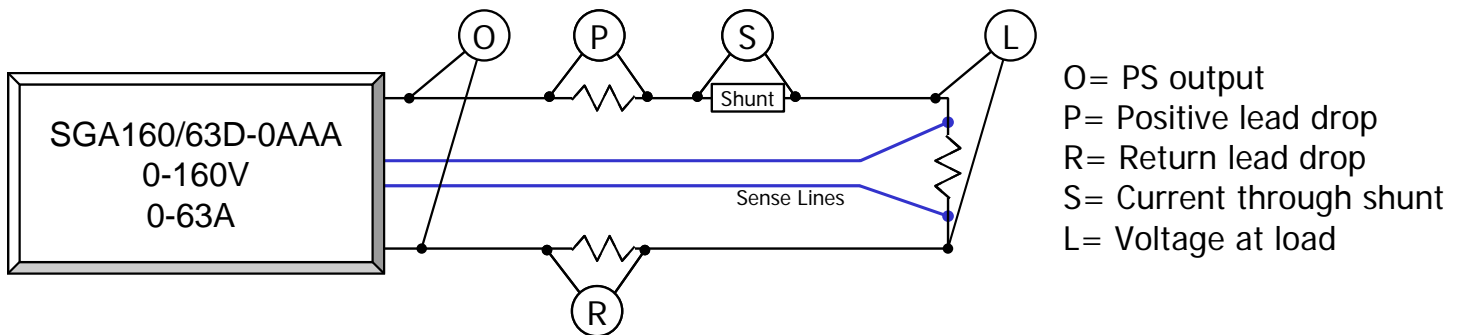 O
P
S
L
SGA160/63D-0AAA
0-160V
0-63A
Shunt
Sense Lines
R
O= PS output
P= Positive lead drop
R= Return lead drop
S= Current through shunt
L= Voltage at load